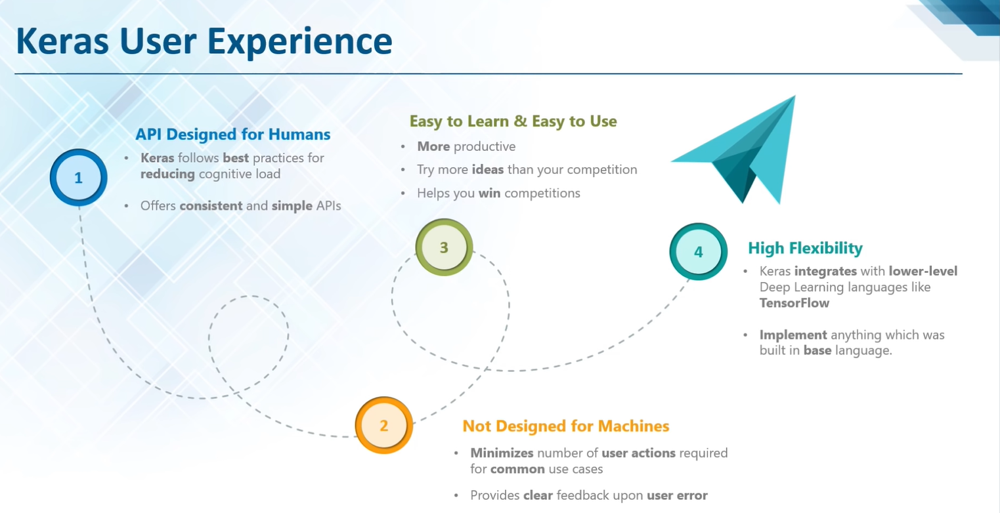 Keras User Experience
1
API Designed for Humans
• Keras follows best practices for
reducing cognitive load
• Offers consistent and simple APIs
2
Not Designed for Machines
• Minimizes number of user actions required
for common use cases
• Provides clear feedback upon user error
3
Easy to Learn & Easy to Use
• More productive
• Try more ideas than your competition
• Helps you win competitions
4
High Flexibility
• Keras integrates with lower-level
Deep Learning languages like
TensorFlow
• Implement anything which was
built in base language.